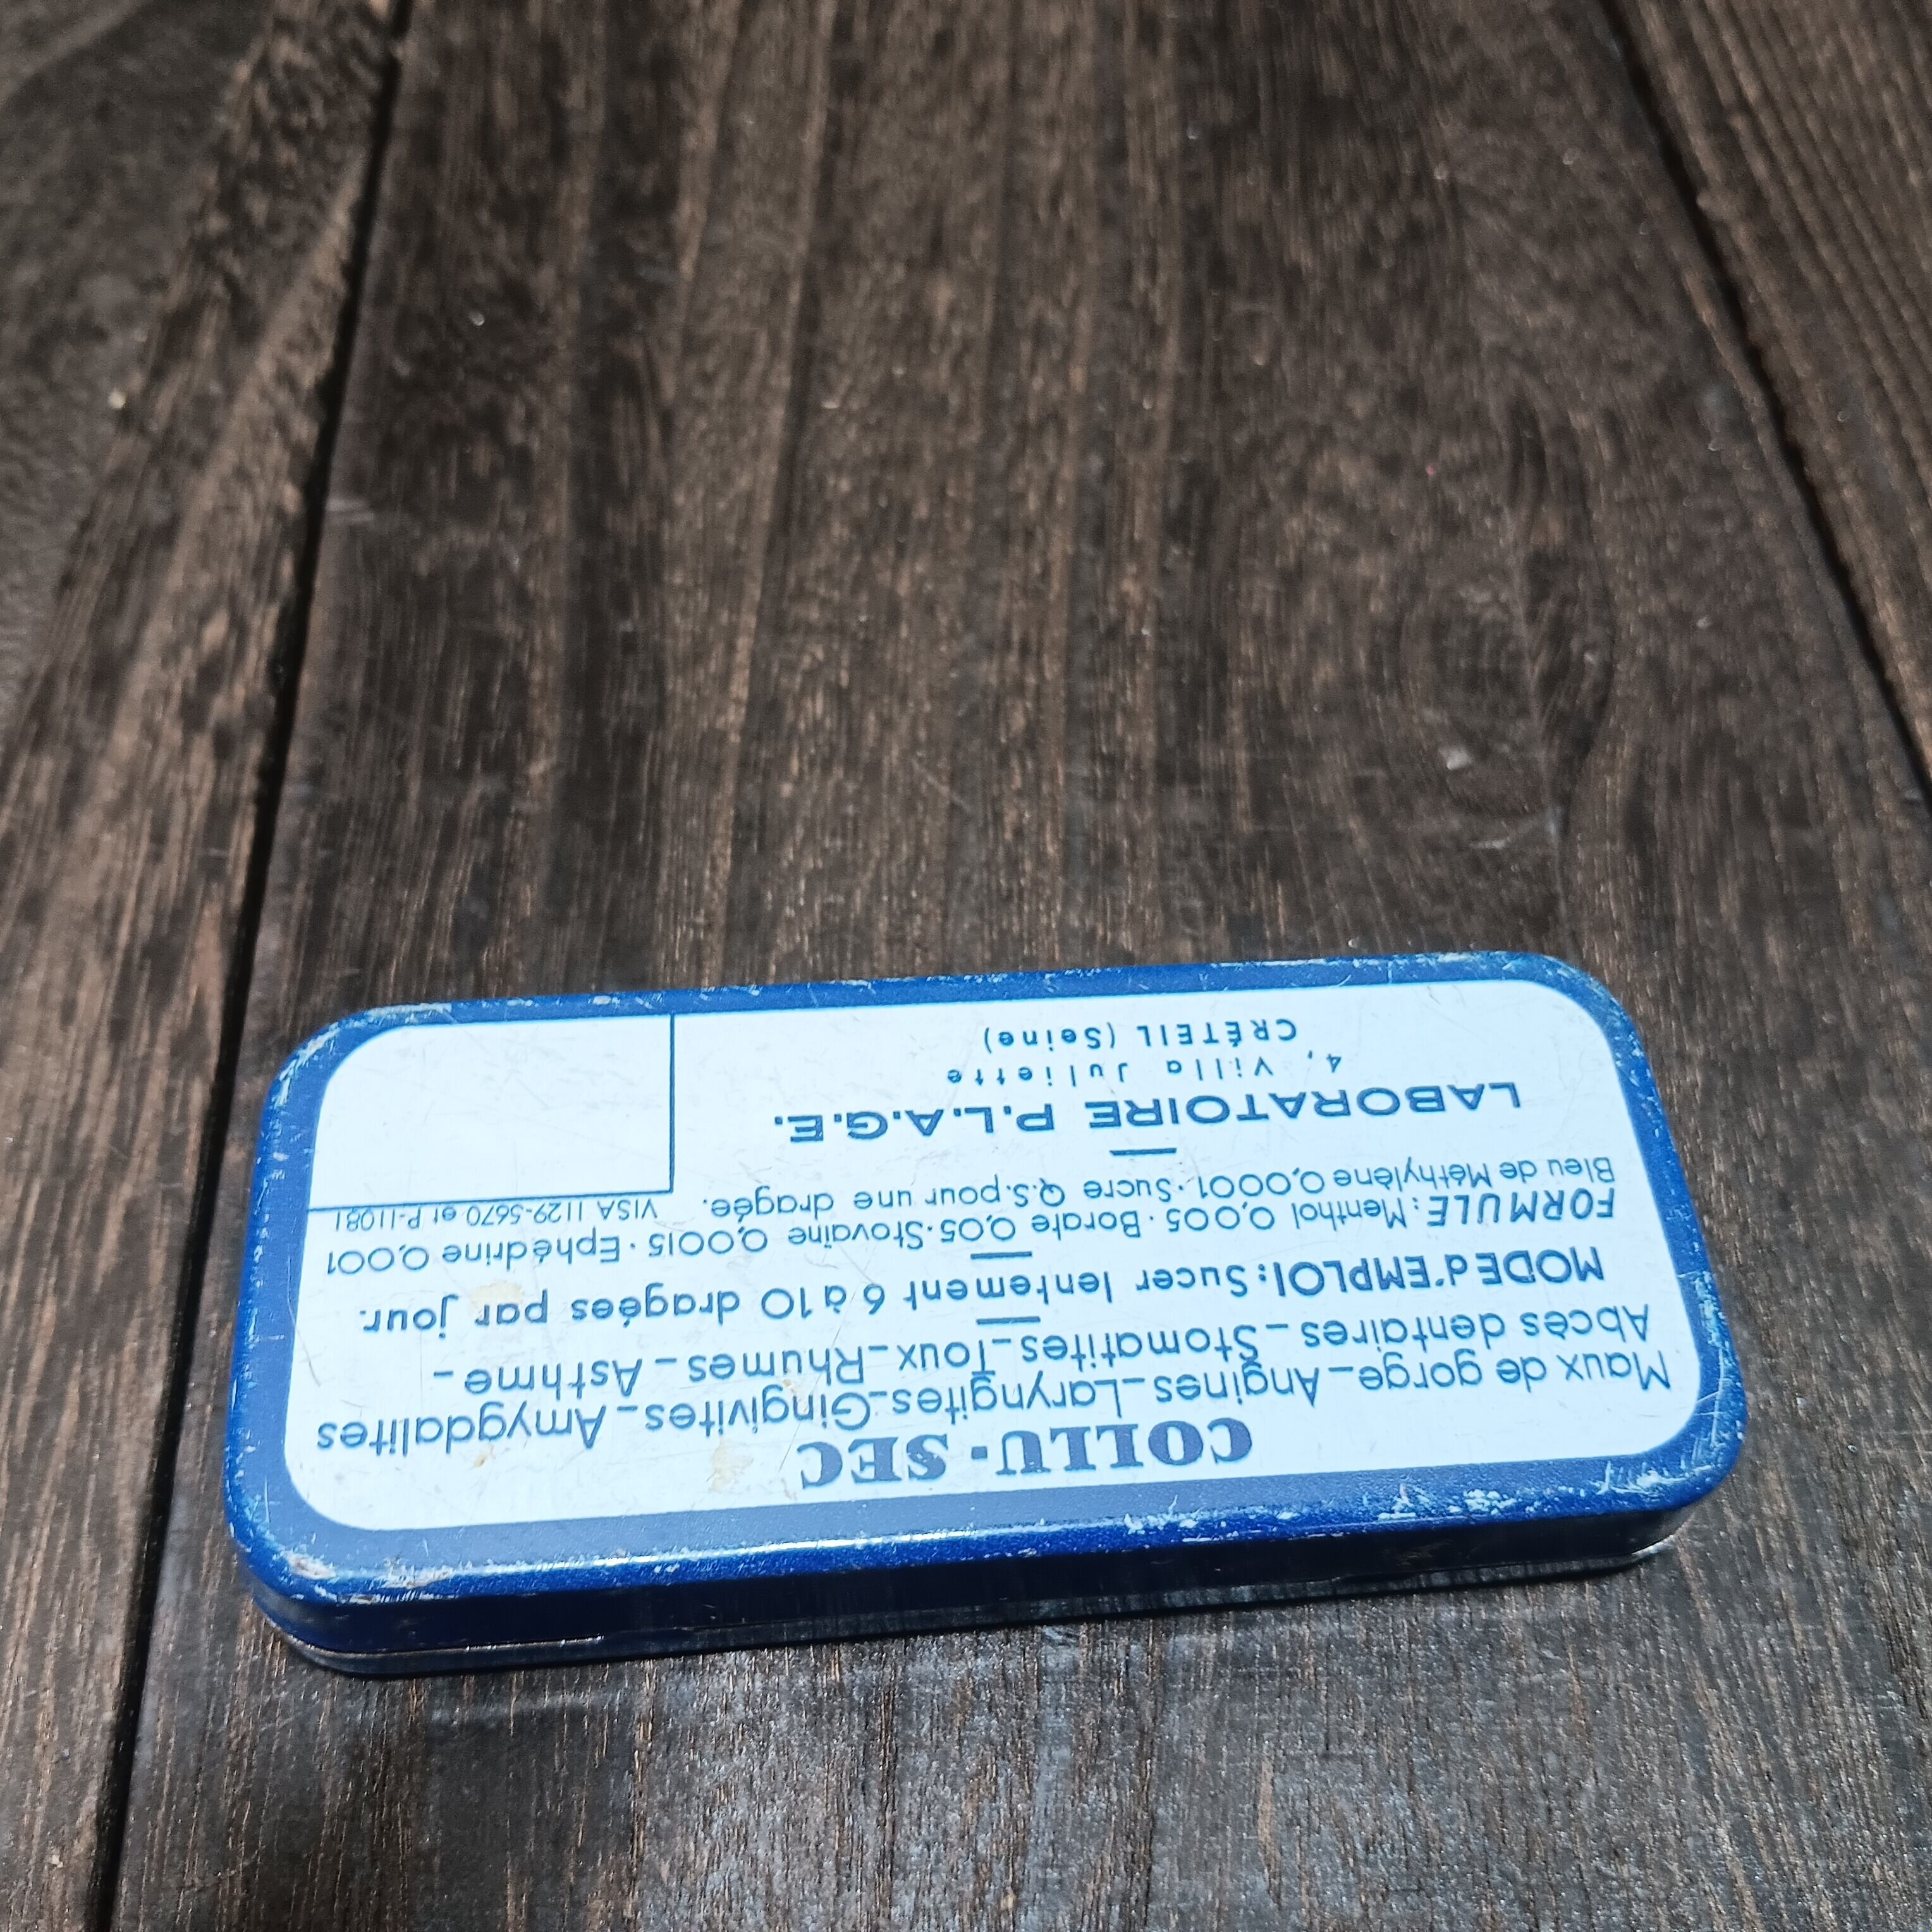 COLLU-SEC
Maux de gorge_Angines_Laryngites_Gingivites_Amygdalites
Abcès dentaires_Stomatites_Toux_Rhumes_Asthme_
MODE d'EMPLOI: Sucer lentement 6 à 10 dragées par jour.
FORMULE: Menthol 0,005. Borate 0,05. Stovaïne 0,0015. Ephédrine 0,001
Bleu de Méthylène 0,0001. Sucre Q.S. pour une dragée.
VISA 1129-5670 et P-11081
LABORATOIRE P.L.A.G.E.
4, Villa Juliette
CRÉTEIL (Seine)